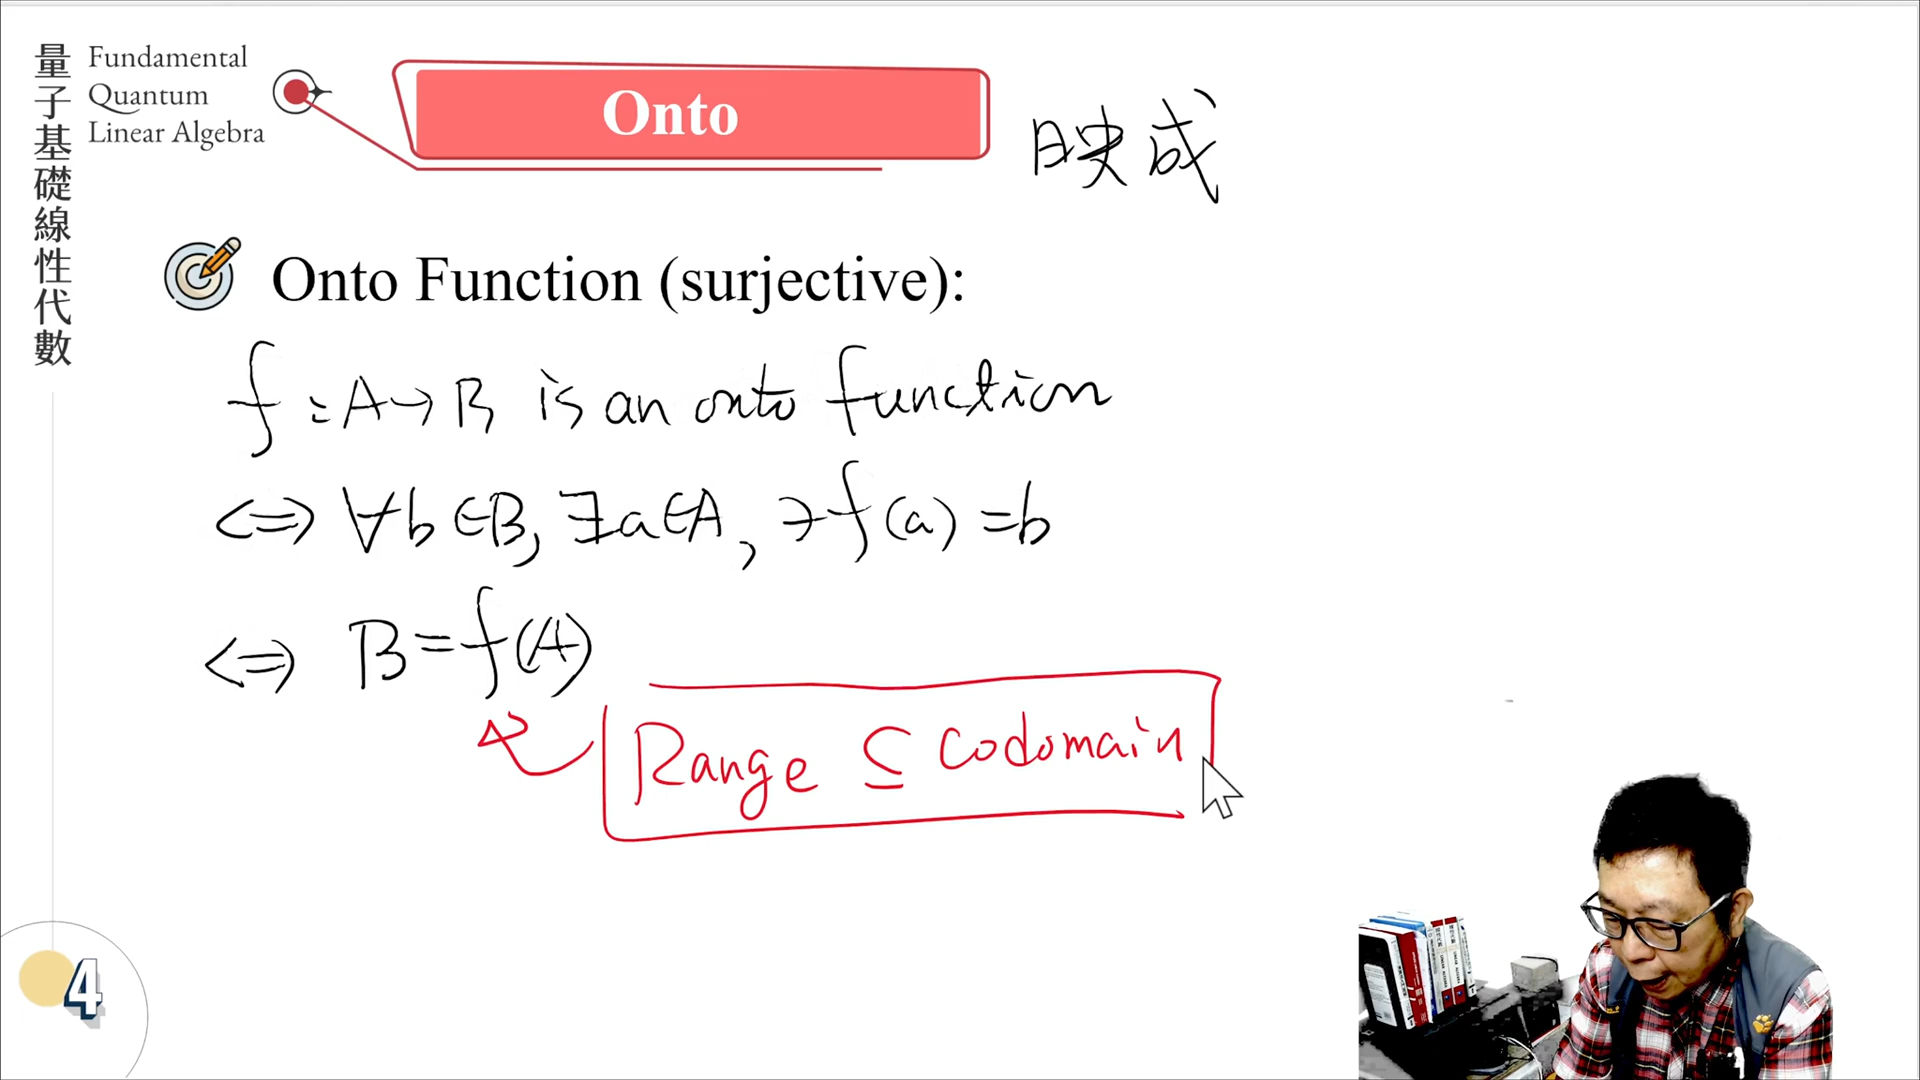 量子基礎線性代數
Fundamental
Quantum
Linear Algebra
Onto
映成
Onto Function (surjective):
f : A → B is an onto function
⇔ ∀b∈B, ∃a∈A, ∋ f(a) = b
⇔ B = f(A)
Range ⊆ Codomain
4